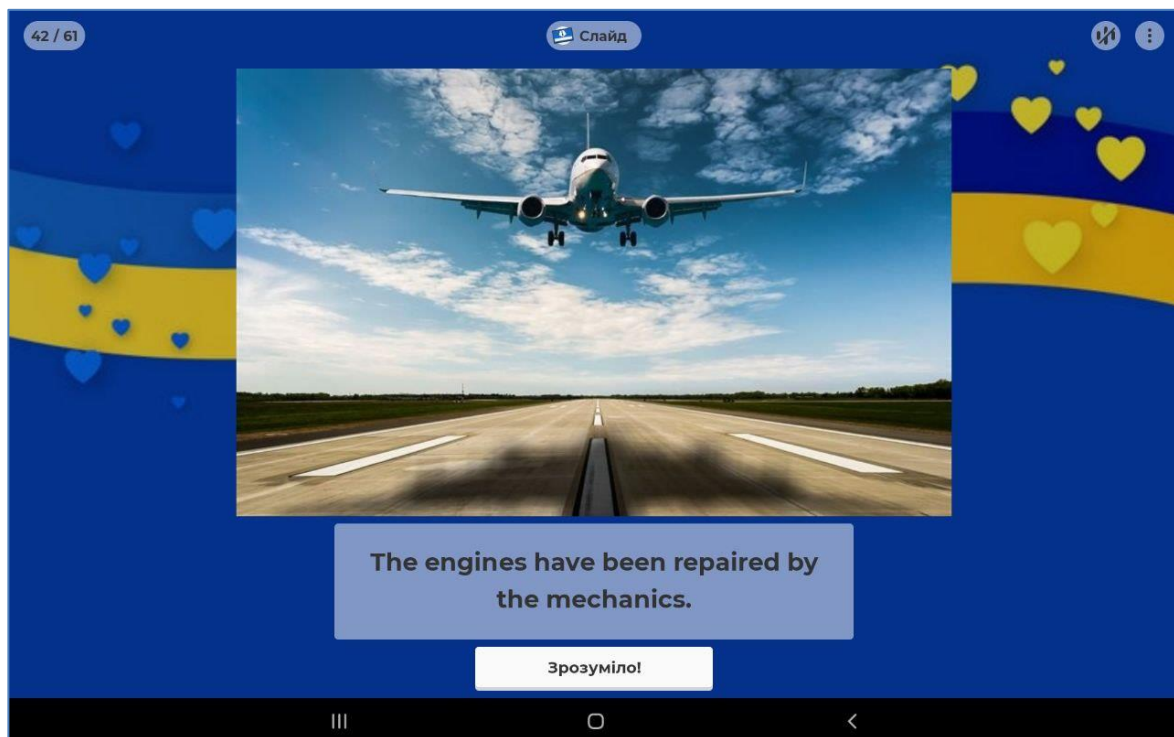 42 / 61
Слайд
The engines have been repaired by
the mechanics.
Зрозуміло!